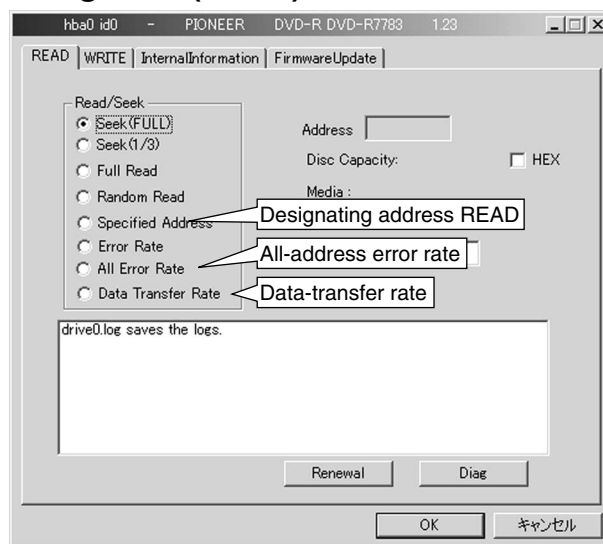 hba0 id0 - PIONEER DVD-R DVD-R7783 1.23
READ WRITE InternalInformation FirmwareUpdate
Read/Seek
Seek(FULL)
Seek(1/3)
Full Read
Random Read
Specified Address
Error Rate
All Error Rate
Data Transfer Rate
Address
Disc Capacity:
HEX
Media :
Designating address READ
All-address error rate
Data-transfer rate
drive0.log saves the logs.
Renewal Diag
OK キャンセル